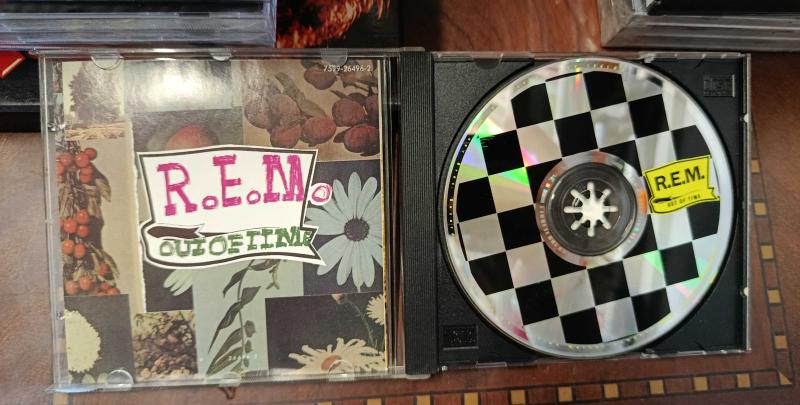 7599-26496-2
R.E.M.
OUT OF TIME
R.E.M.
OUT OF TIME